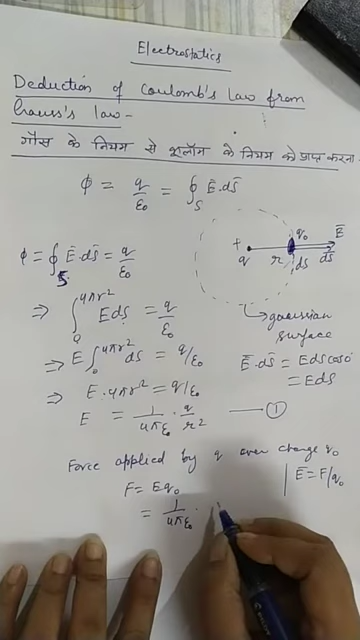 Electrostatics
Deduction of Coulomb's Law from
Gauss's law-
गौस के नियम से कूलॉम के नियम को प्राप्त करना
ϕ = q/ε₀ = ∮_S E̅.dS̅
ϕ = ∮_S E̅.dS̅ = q/ε₀
+ q r q₀ E̅ dS dS̅
gaussian
surface
⇒ ∫₀^4πr² EdS = q/ε₀
E̅.dS̅ = EdS cos0°
= EdS
⇒ E∫₀^4πr² dS = q/ε₀
⇒ E.4πr² = q/ε₀
E = 1/4πε₀ . q/r² —— ①
Force applied by q over charge q₀
F = Eq₀ | E̅ = F/q₀
= 1/4πε₀ .